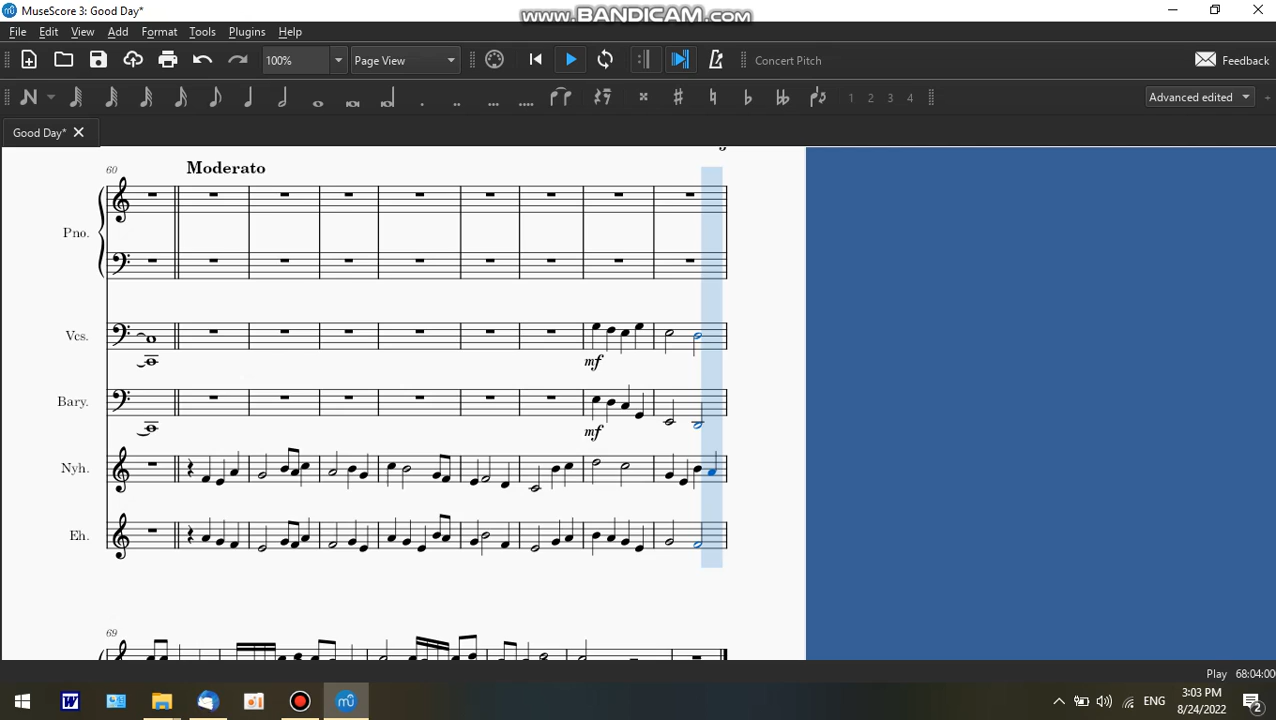 MuseScore 3: Good Day*
www.BANDICAM.com
File Edit View Add Format Tools Plugins Help
100% Page View Concert Pitch Feedback
1 2 3 4 Advanced edited
Good Day*
60 Moderato
Pno.
Vcs.
mf
Bary.
mf
Nyh.
Eh.
69
Play 68:04:00
ENG
3:03 PM
8/24/2022
2